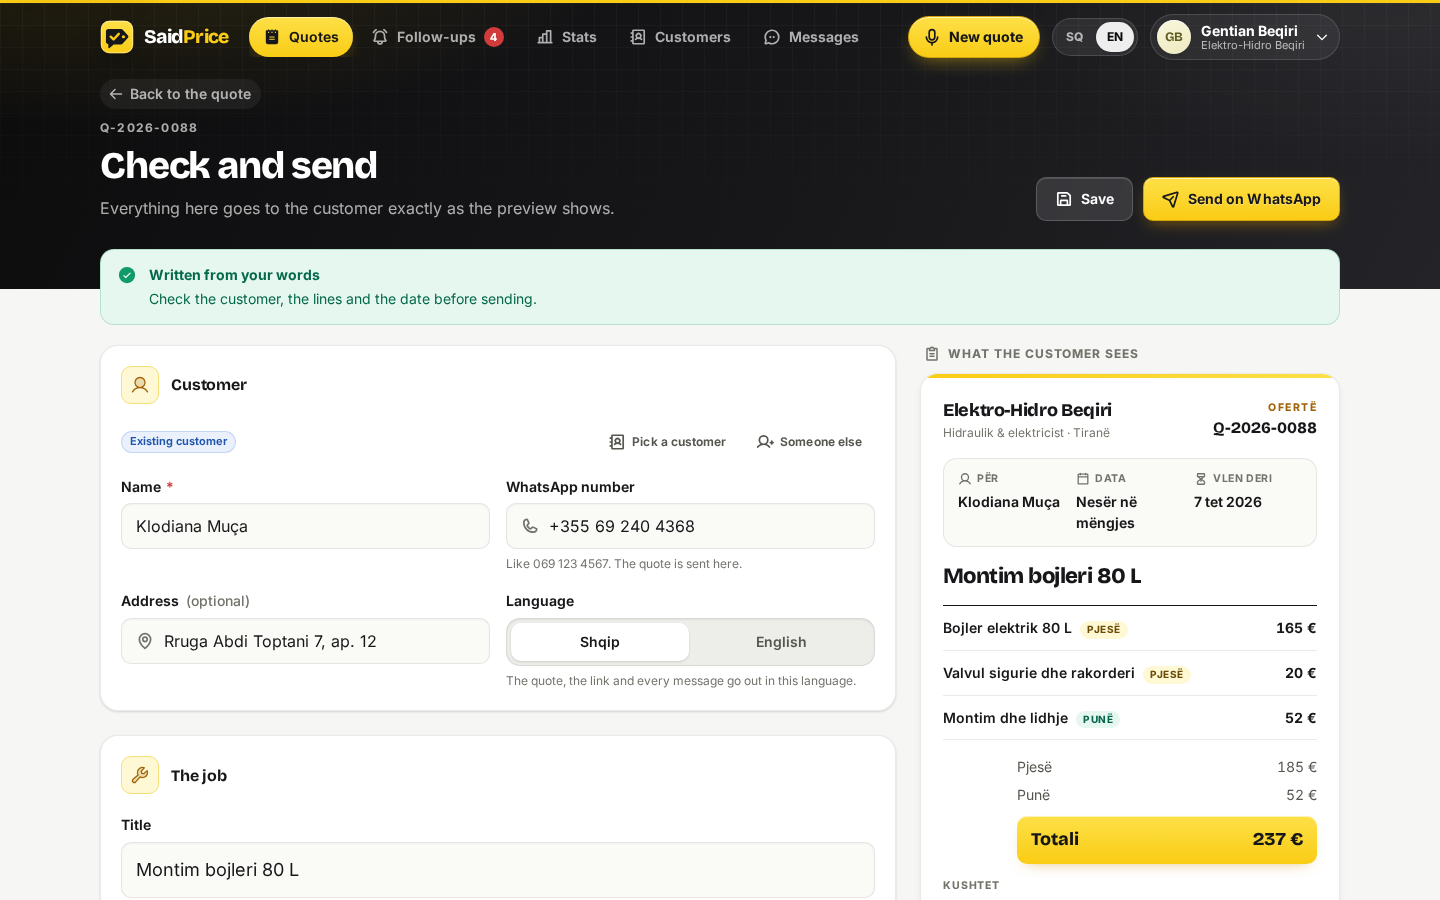 SaidPrice
Quotes
Follow-ups 4
Stats
Customers
Messages
New quote
SQ EN
GB
Gentian Beqiri
Elektro-Hidro Beqiri
Back to the quote
Q-2026-0088
Check and send
Everything here goes to the customer exactly as the preview shows.
Save
Send on WhatsApp
Written from your words
Check the customer, the lines and the date before sending.
Customer
Existing customer
Pick a customer
Someone else
Name *
Klodiana Muça
WhatsApp number
+355 69 240 4368
Like 069 123 4567. The quote is sent here.
Address (optional)
Rruga Abdi Toptani 7, ap. 12
Language
Shqip English
The quote, the link and every message go out in this language.
The job
Title
Montim bojleri 80 L
WHAT THE CUSTOMER SEES
Elektro-Hidro Beqiri
Hidraulik & elektricist · Tiranë
OFERTË
Q-2026-0088
PËR
Klodiana Muça
DATA
Nesër në
mëngjes
VLEN DERI
7 tet 2026
Montim bojleri 80 L
Bojler elektrik 80 L PJESË 165 €
Valvul sigurie dhe rakorderi PJESË 20 €
Montim dhe lidhje PUNË 52 €
Pjesë 185 €
Punë 52 €
Totali 237 €
KUSHTET